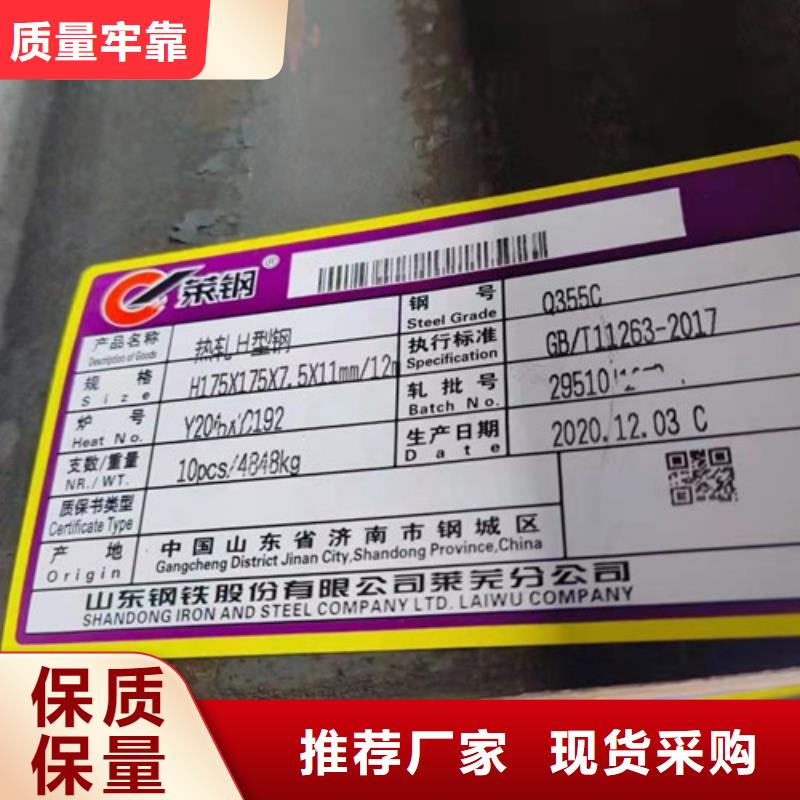 质量牢靠
莱钢®
钢 号 Q355C
Steel Grade
产品名称 热轧H型钢
Description of Goods
执行标准 GB/T11263-2017
Specification
规 格 H175X175X7.5X11mm/12m
Size
轧批号
Batch No.
炉 号
Heat No.
生产日期 2020.12.03 C
Date
支数/重量 10pcs/4848kg
NR./WT.
质保书类型
Certificate Type
产 地 中国山东省济南市钢城区
Origin Gangcheng District Jinan City,Shandong Province,China
山东钢铁股份有限公司莱芜分公司
SHANDONG IRON AND STEEL COMPANY LTD. LAIWU COMPANY
保质
保量
推荐厂家 现货采购